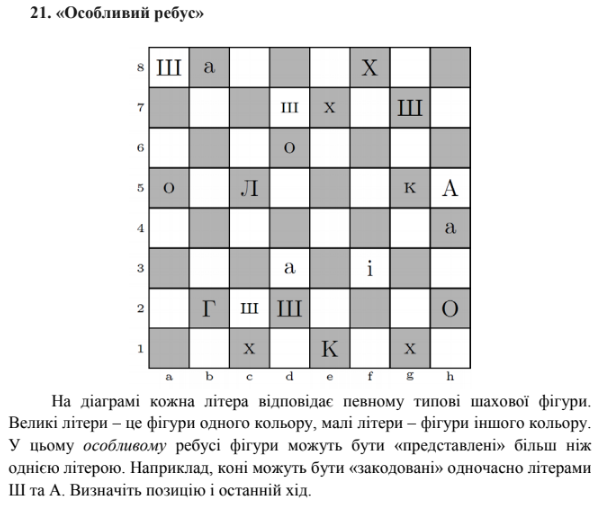 21. «Особливий ребус»
8 Ш а Х
7 ш х Ш
6 о
5 о Л к А
4 а
3 а і
2 Г ш Ш О
1 х К х
a b c d e f g h
На діаграмі кожна літера відповідає певному типові шахової фігури.
Великі літери – це фігури одного кольору, малі літери – фігури іншого кольору.
У цьому особливому ребусі фігури можуть бути «представлені» більш ніж
однією літерою. Наприклад, коні можуть бути «закодовані» одночасно літерами
Ш та А. Визначіть позицію і останній хід.